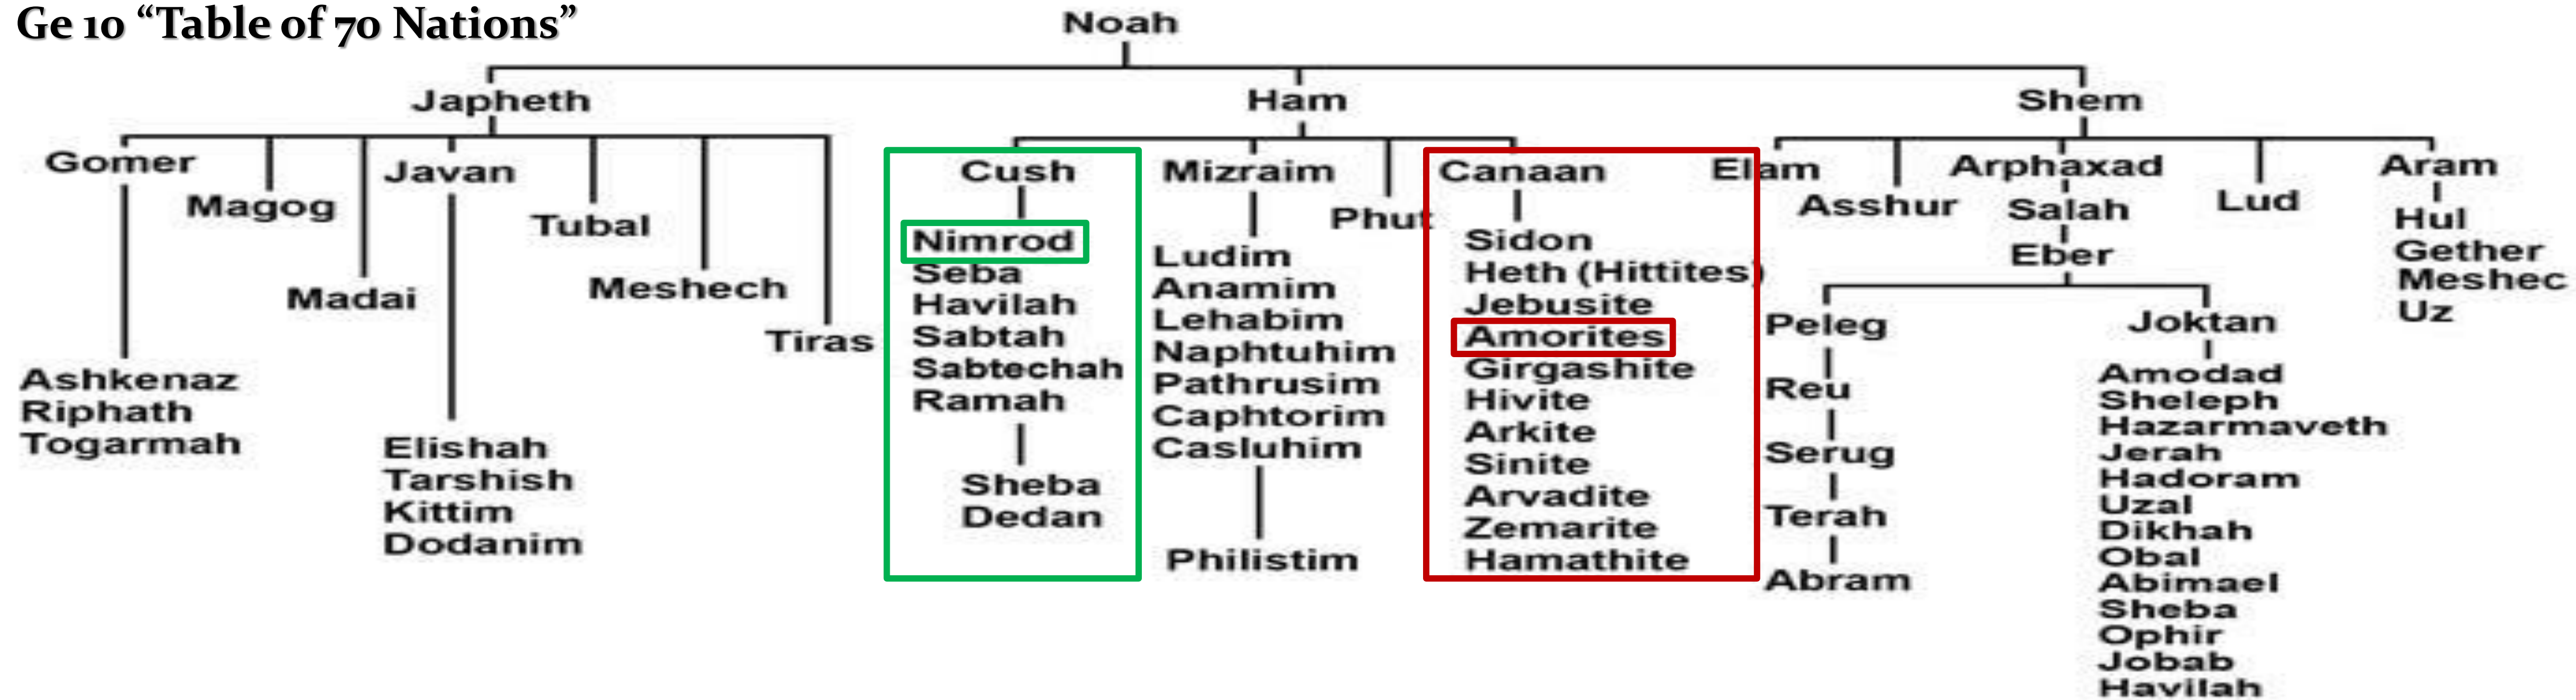 Ge 10 “Table of 70 Nations”
Noah
Japheth
Ham
Shem
Gomer
Magog
Madai
Javan
Tubal
Meshech
Tiras
Ashkenaz
Riphath
Togarmah
Elishah
Tarshish
Kittim
Dodanim
Cush
Nimrod
Seba
Havilah
Sabtah
Sabtechah
Ramah
Sheba
Dedan
Mizraim
Ludim
Anamim
Lehabim
Naphtuhim
Pathrusim
Caphtorim
Casluhim
Philistim
Phut
Canaan
Sidon
Heth (Hittites)
Jebusite
Amorites
Girgashite
Hivite
Arkite
Sinite
Arvadite
Zemarite
Hamathite
Elam
Asshur
Arphaxad
Salah
Eber
Peleg
Reu
Serug
Terah
Abram
Joktan
Amodad
Sheleph
Hazarmaveth
Jerah
Hadoram
Uzal
Dikhah
Obal
Abimael
Sheba
Ophir
Jobab
Havilah
Lud
Aram
Hul
Gether
Meshec
Uz